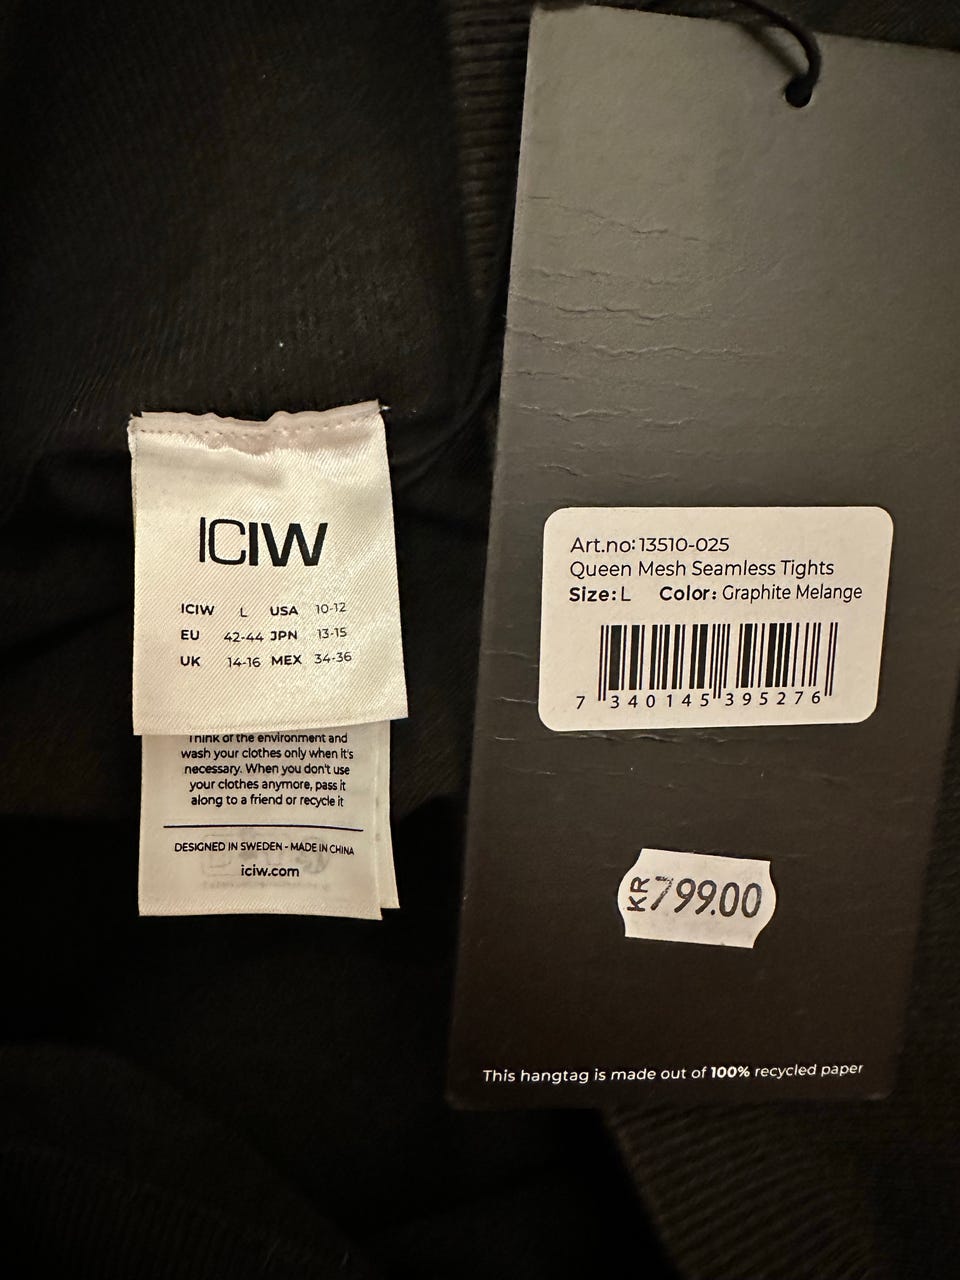 ICIW
ICIW L USA 10-12
EU 42-44 JPN 13-15
UK 14-16 MEX 34-36
Think of the environment and
wash your clothes only when it's
necessary. When you don't use
your clothes anymore, pass it
along to a friend or recycle it
DESIGNED IN SWEDEN - MADE IN CHINA
iciw.com
Art.no: 13510-025
Queen Mesh Seamless Tights
Size: L Color: Graphite Melange
7 340145 395276
KR 799.00
This hangtag is made out of 100% recycled paper